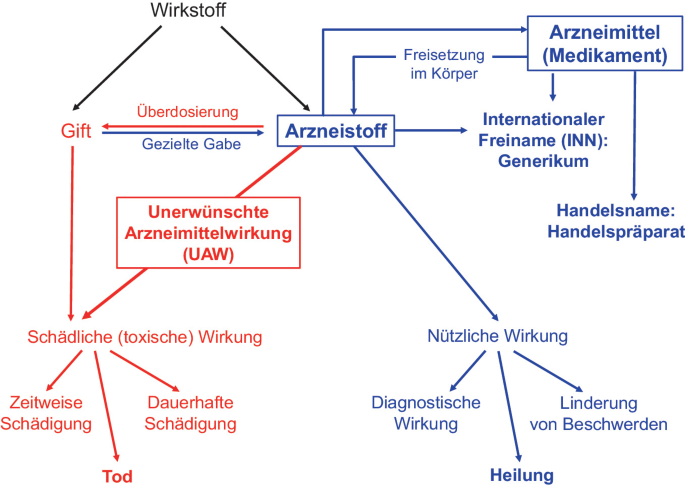 Wirkstoff
Arzneimittel
(Medikament)
Freisetzung
im Körper
Überdosierung
Gift
Gezielte Gabe
Arzneistoff
Internationaler
Freiname (INN):
Generikum
Unerwünschte
Arzneimittelwirkung
(UAW)
Handelsname:
Handelspräparat
Schädliche (toxische) Wirkung
Nützliche Wirkung
Zeitweise
Schädigung
Dauerhafte
Schädigung
Diagnostische
Wirkung
Linderung
von Beschwerden
Tod
Heilung